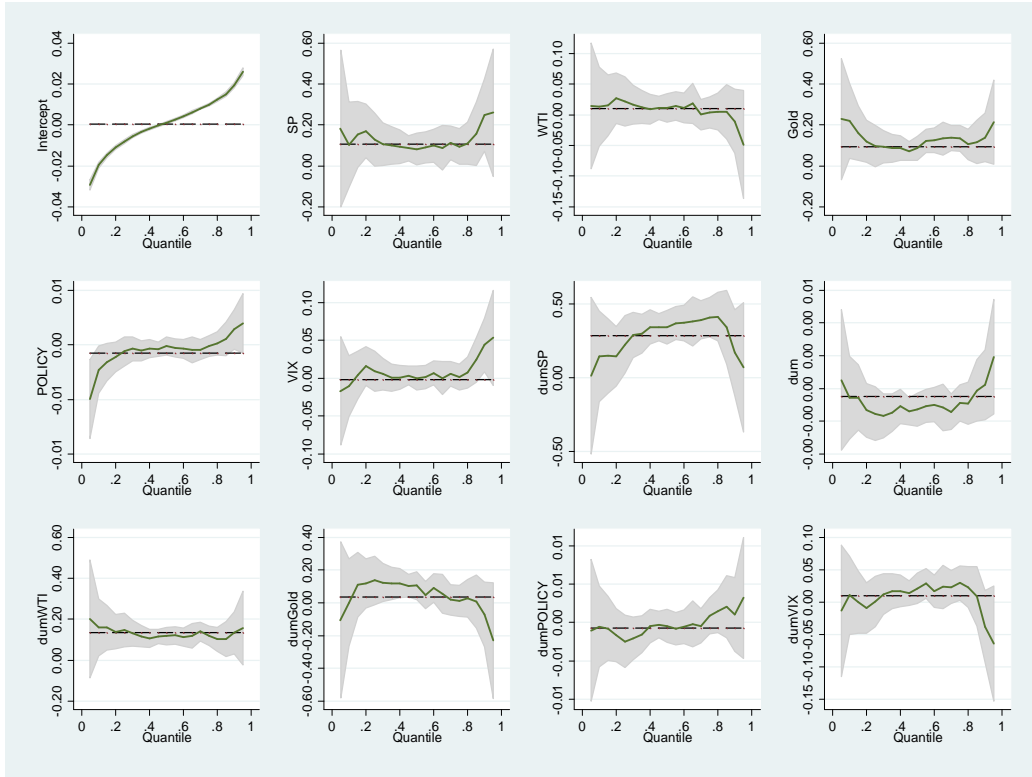 Intercept
0.04
0.02
0.00
-0.02
-0.04
0 .2 .4 .6 .8 1
Quantile
SP
0.60
0.40
0.20
0.00
-0.20
0 .2 .4 .6 .8 1
Quantile
WTI
0.10
0.05
0.00
-0.05
-0.10
-0.15
0 .2 .4 .6 .8 1
Quantile
Gold
0.60
0.40
0.20
0.00
-0.20
0 .2 .4 .6 .8 1
Quantile
POLICY
0.01
0.00
-0.01
-0.01
0 .2 .4 .6 .8 1
Quantile
VIX
0.10
0.05
0.00
-0.05
-0.10
0 .2 .4 .6 .8 1
Quantile
dumSP
0.50
0.00
-0.50
0 .2 .4 .6 .8 1
Quantile
dum
0.01
0.00
0.00
0.00
-0.00
-0.00
-0.00
0 .2 .4 .6 .8 1
Quantile
dumWTI
0.60
0.40
0.20
0.00
-0.20
0 .2 .4 .6 .8 1
Quantile
dumGold
0.40
0.20
0.00
-0.20
-0.40
-0.60
0 .2 .4 .6 .8 1
Quantile
dumPOLICY
0.01
0.01
0.00
-0.01
-0.01
0 .2 .4 .6 .8 1
Quantile
dumVIX
0.10
0.05
0.00
-0.05
-0.10
-0.15
0 .2 .4 .6 .8 1
Quantile